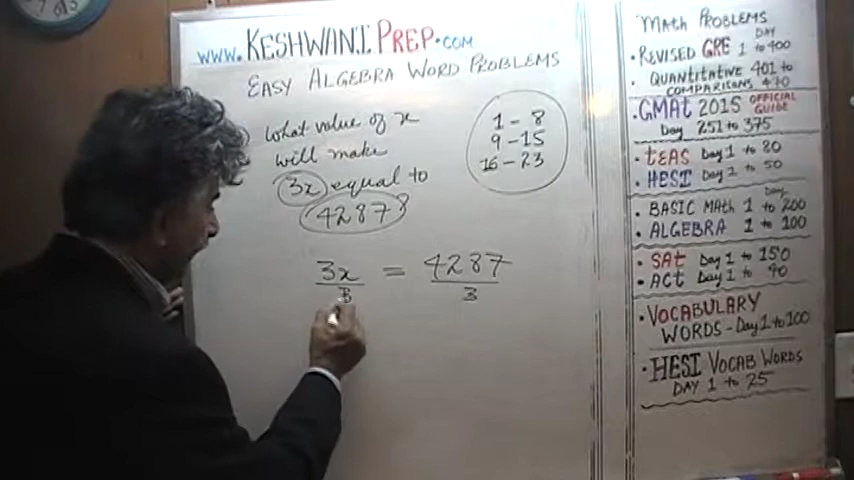 www.KESHWANI PREP.COM
EASY ALGEBRA WORD PROBLEMS
what value of x
will make
3x equal to
4287?
1 - 8
9 - 15
16 - 23
3x = 4287
3 3
MATH PROBLEMS
DAY
• REVISED GRE 1 to 400
• QUANTITATIVE 401 to
COMPARISONS 470
• GMAT 2015 OFFICIAL
GUIDE
Day 251 to 375
• TEAS Day 1 to 80
• HESI Day 1 to 50
Day
• BASIC MATH 1 to 200
• ALGEBRA 1 to 100
• SAT Day 1 to 150
• ACT Day 1 to 90
• VOCABULARY
WORDS - Day 1 to 100
• HESI VOCAB WORDS
DAY 1 to 25